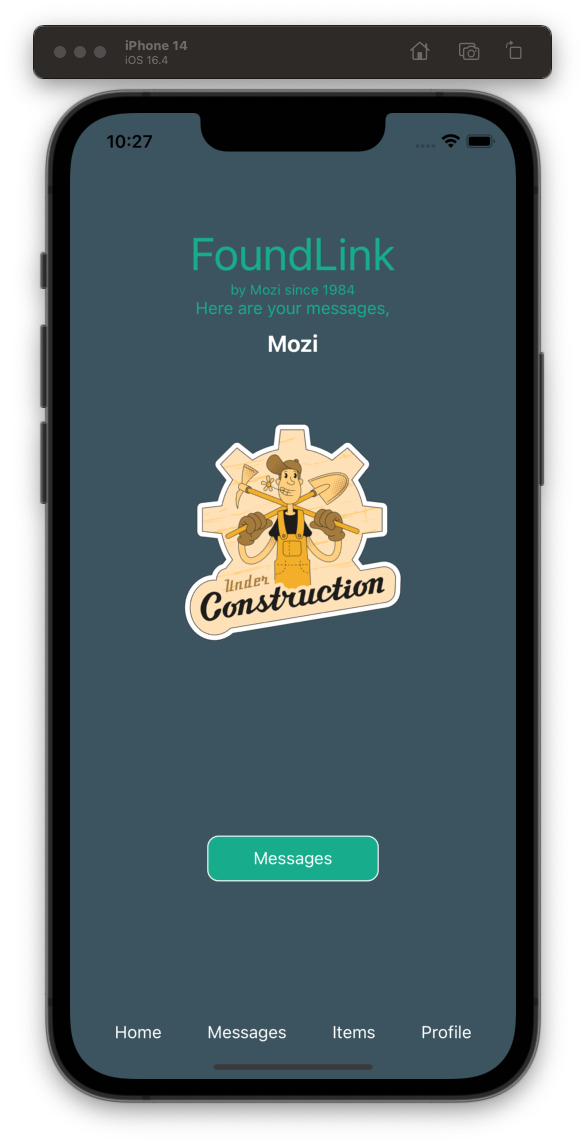 iPhone 14
iOS 16.4
10:27
FoundLink
by Mozi since 1984
Here are your messages,
Mozi
Under
Construction
Messages
Home Messages Items Profile